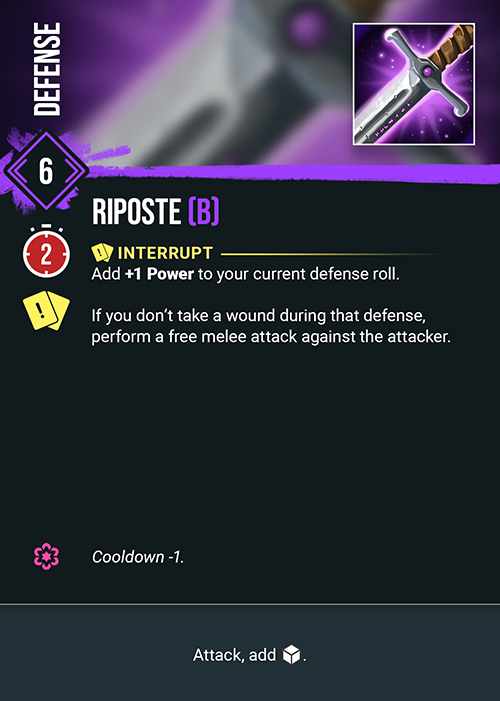 DEFENSE
6
RIPOSTE (B)
2
! INTERRUPT
Add +1 Power to your current defense roll.
!
If you don’t take a wound during that defense,
perform a free melee attack against the attacker.
Cooldown -1.
Attack, add .